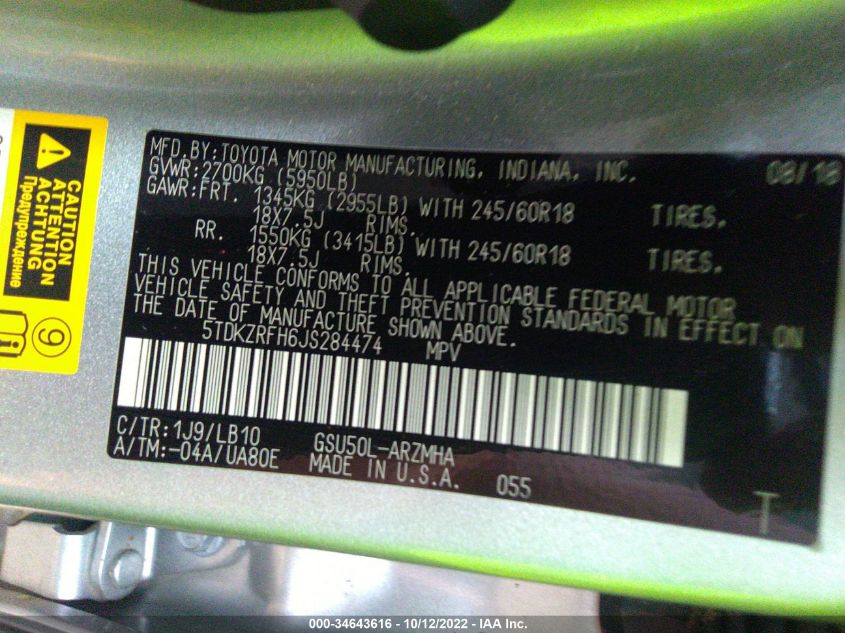 CAUTION
ATTENTION
ACHTUNG
Предупреждение
9
MFD.BY:TOYOTA MOTOR MANUFACTURING, INDIANA, INC. 08/18
GVWR:2700KG (5950LB)
GAWR:FRT. 1345KG (2955LB) WITH 245/60R18 TIRES,
18X7.5J RIMS,
RR. 1550KG (3415LB) WITH 245/60R18 TIRES,
18X7.5J RIMS,
THIS VEHICLE CONFORMS TO ALL APPLICABLE FEDERAL MOTOR
VEHICLE SAFETY AND THEFT PREVENTION STANDARDS IN EFFECT ON
THE DATE OF MANUFACTURE SHOWN ABOVE.
5TDKZRFH6JS284474 MPV
C/TR:1J9/LB10 GSU50L-ARZMHA
A/TM:-04A/UA80E MADE IN U.S.A. 055
T
000-34643616 - 10/12/2022 - IAA Inc.